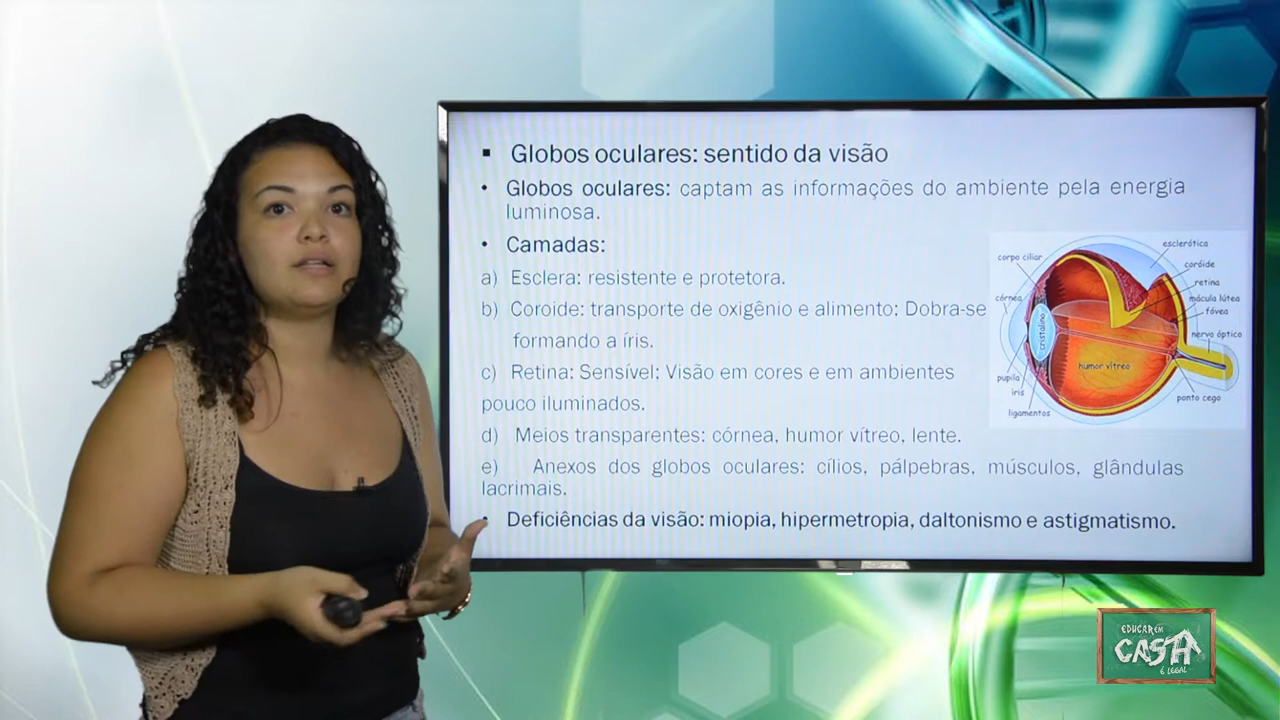 Globos oculares: sentido da visão
Globos oculares: captam as informações do ambiente pela energia
luminosa.
Camadas:
a) Esclera: resistente e protetora.
b) Coroide: transporte de oxigênio e alimento; Dobra-se
formando a íris.
c) Retina: Sensível; Visão em cores e em ambientes
pouco iluminados.
d) Meios transparentes: córnea, humor vítreo, lente.
e) Anexos dos globos oculares: cílios, pálpebras, músculos, glândulas
lacrimais.
Deficiências da visão: miopia, hipermetropia, daltonismo e astigmatismo.
esclerótica
corpo ciliar
coróide
retina
córnea
mácula lútea
fóvea
cristalino
nervo óptico
humor vítreo
pupila
iris
ponto cego
ligamentos
EDUCAR EM
CASA
É LEGAL